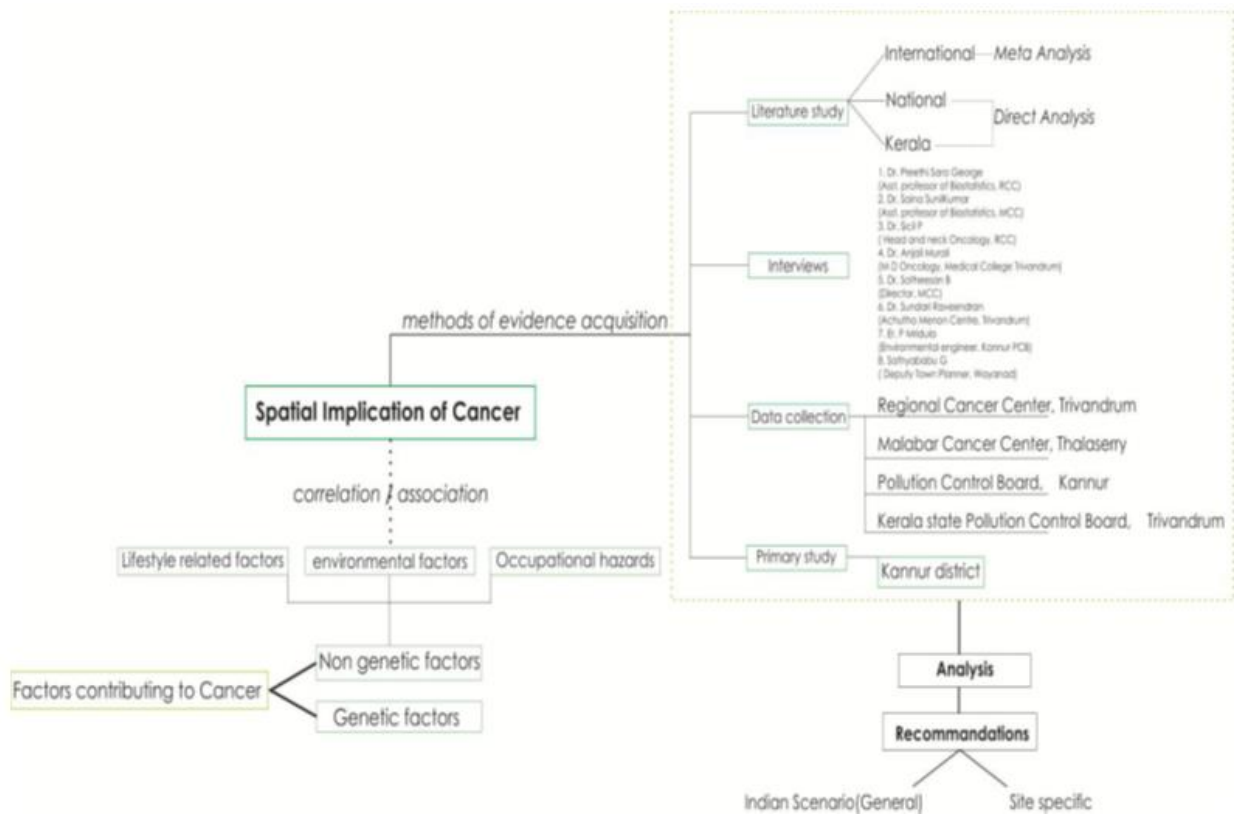 International
Meta Analysis
Literature study
National
Direct Analysis
Kerala
Interviews
1. Dr. Preethi Sara George
(Asst. professor of Biostatistics, RCC)
2. Dr. Saina SunilKumar
(Asst. professor of Biostatistics, MCC)
3. Dr. Sicil P
( Head and neck Oncology, RCC)
4. Dr. Anjali Murali
(M D Oncology, Medical College Trivandrum)
5. Dr. Satheesan B
(Director, MCC)
6. Dr. Sundari Raveendran
(Achutha Menon Centre, Trivandrum)
7. Er. P Mridula
(Environmental engineer, Kannur PCB)
8. Sathyababu G
( Deputy Town Planner, Wayanad)
methods of evidence acquisition
Spatial Implication of Cancer
Data collection
Regional Cancer Center, Trivandrum
Malabar Cancer Center, Thalaserry
Pollution Control Board, Kannur
Kerala state Pollution Control Board, Trivandrum
Primary study
Kannur district
correlation / association
Lifestyle related factors
environmental factors
Occupational hazards
Non genetic factors
Factors contributing to Cancer
Genetic factors
Analysis
Recommandations
Indian Scenario(General)
Site specific